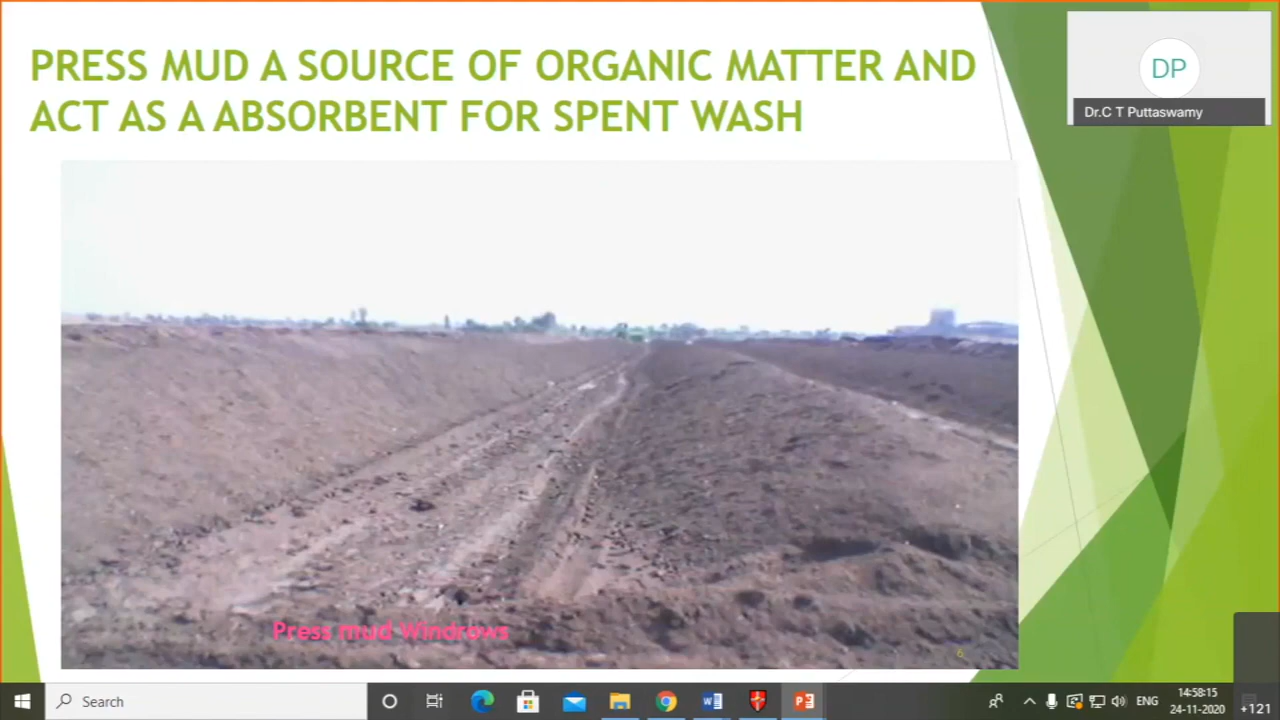 PRESS MUD A SOURCE OF ORGANIC MATTER AND
ACT AS A ABSORBENT FOR SPENT WASH
DP
Dr.C T Puttaswamy
Press mud Windrows
6
Search
ENG
14:58:15
24-11-2020
+121